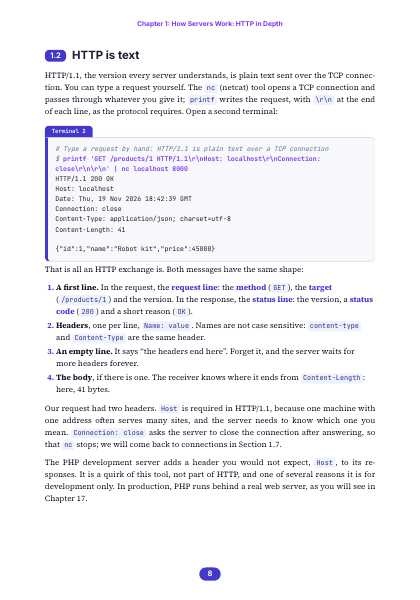 Chapter 1: How Servers Work: HTTP in Depth
1.2 HTTP is text
HTTP/1.1, the version every server understands, is plain text sent over the TCP connec-
tion. You can type a request yourself. The nc (netcat) tool opens a TCP connection and
passes through whatever you give it; printf writes the request, with \r\n at the end
of each line, as the protocol requires. Open a second terminal:
Terminal 2
# Type a request by hand: HTTP/1.1 is plain text over a TCP connection
$ printf 'GET /products/1 HTTP/1.1\r\nHost: localhost\r\nConnection:
close\r\n\r\n' | nc localhost 8000
HTTP/1.1 200 OK
Host: localhost
Date: Thu, 19 Nov 2026 18:42:39 GMT
Connection: close
Content-Type: application/json; charset=utf-8
Content-Length: 41
{"id":1,"name":"Robot kit","price":45000}
That is all an HTTP exchange is. Both messages have the same shape:
1. A first line. In the request, the request line: the method (GET), the target
(/products/1) and the version. In the response, the status line: the version, a status
code (200) and a short reason (OK).
2. Headers, one per line, Name: value. Names are not case sensitive: content-type
and Content-Type are the same header.
3. An empty line. It says “the headers end here”. Forget it, and the server waits for
more headers forever.
4. The body, if there is one. The receiver knows where it ends from Content-Length:
here, 41 bytes.
Our request had two headers. Host is required in HTTP/1.1, because one machine with
one address often serves many sites, and the server needs to know which one you
mean. Connection: close asks the server to close the connection after answering, so
that nc stops; we will come back to connections in Section 1.7.
The PHP development server adds a header you would not expect, Host, to its re-
sponses. It is a quirk of this tool, not part of HTTP, and one of several reasons it is for
development only. In production, PHP runs behind a real web server, as you will see in
Chapter 17.
8